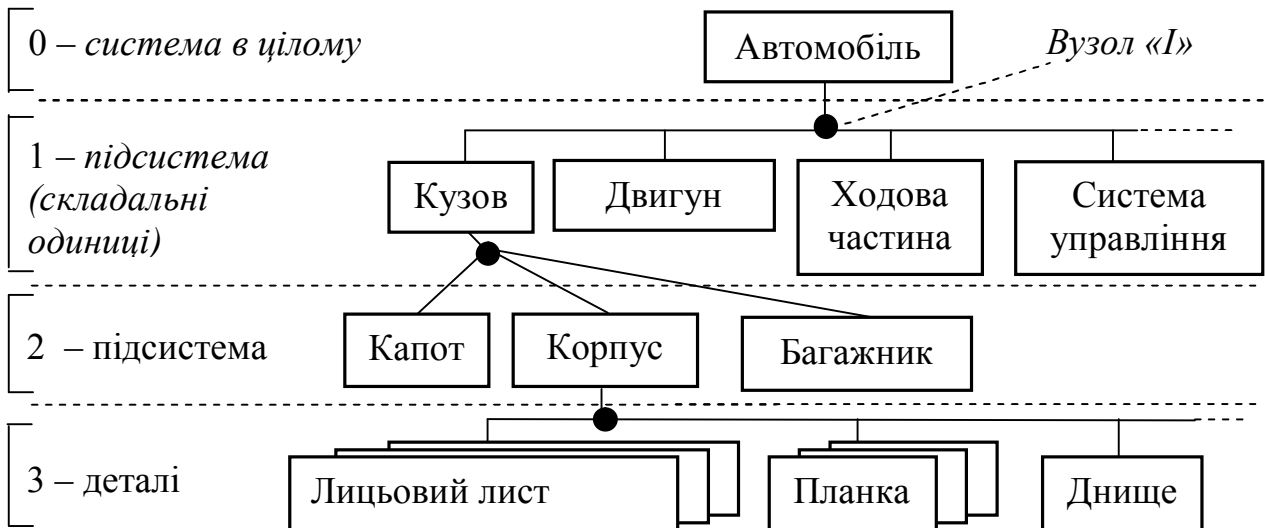 0 – система в цілому
Автомобіль
Вузол «І»
1 – підсистема
(складальні
одиниці)
Кузов
Двигун
Ходова
частина
Система
управління
2 – підсистема
Капот
Корпус
Багажник
3 – деталі
Лицьовий лист
Планка
Днище